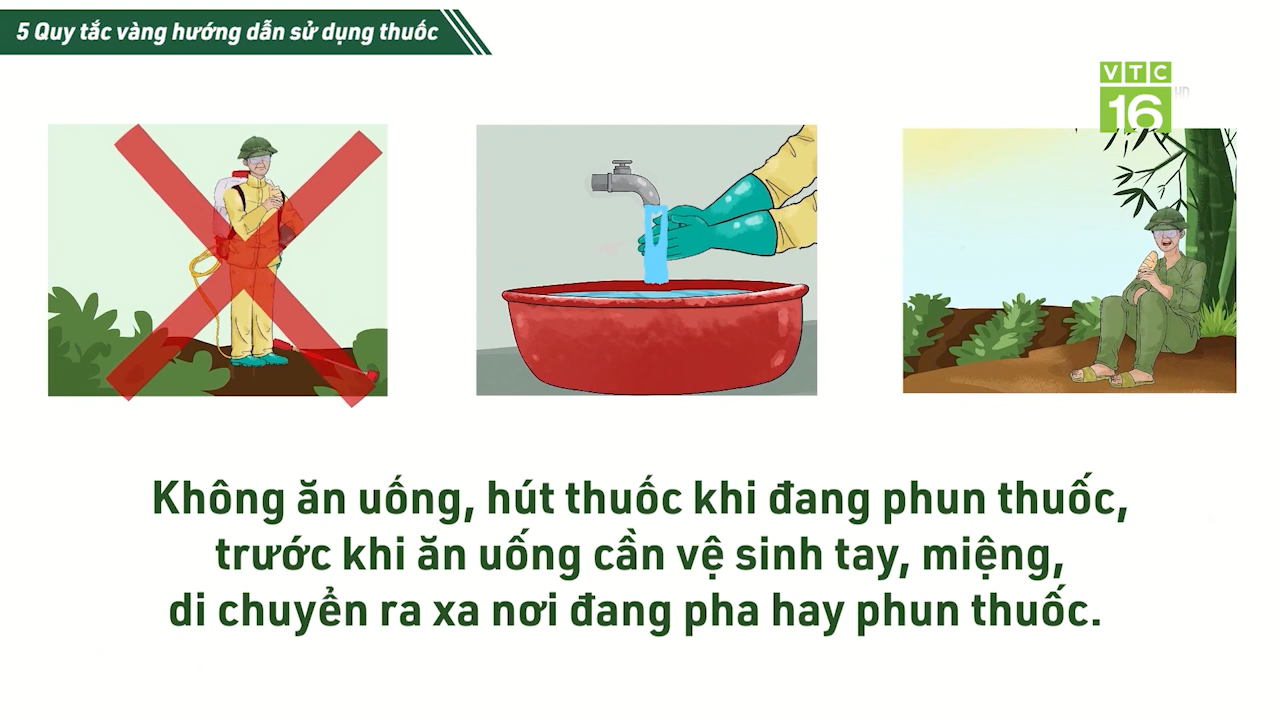 5 Quy tắc vàng hướng dẫn sử dụng thuốc
VTC
16
HD
Không ăn uống, hút thuốc khi đang phun thuốc,
trước khi ăn uống cần vệ sinh tay, miệng,
di chuyển ra xa nơi đang pha hay phun thuốc.